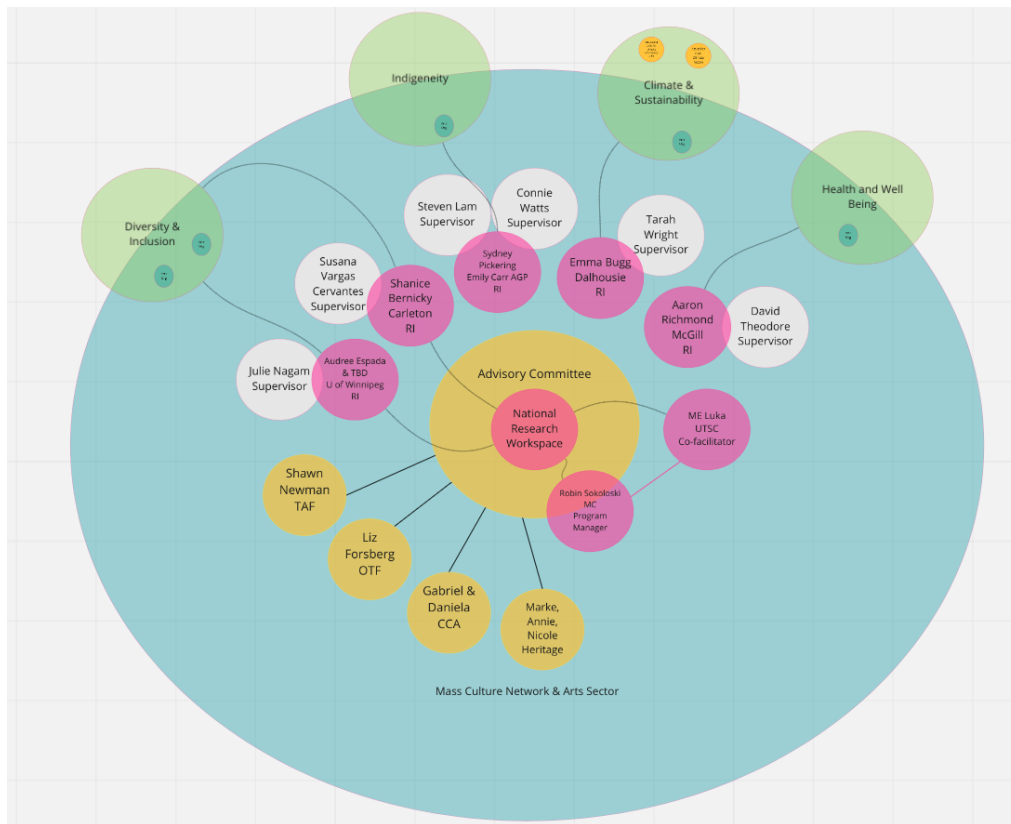 Indigeneity
Climate &
Sustainability
Health and Well
Being
Diversity &
Inclusion
Steven Lam
Supervisor
Connie
Watts
Supervisor
Tarah
Wright
Supervisor
Susana
Vargas
Cervantes
Supervisor
Shanice
Bernicky
Carleton
RI
Sydney
Pickering
Emily Carr AGP
RI
Emma Bugg
Dalhousie
RI
Aaron
Richmond
McGill
RI
David
Theodore
Supervisor
Julie Nagam
Supervisor
Audree Espada
& TBD
U of Winnipeg
RI
Advisory Committee
National
Research
Workspace
ME Luka
UTSC
Co-facilitator
Robin Sokoloski
MC
Program
Manager
Shawn
Newman
TAF
Liz
Forsberg
OTF
Gabriel &
Daniela
CCA
Marke,
Annie,
Nicole
Heritage
Mass Culture Network & Arts Sector